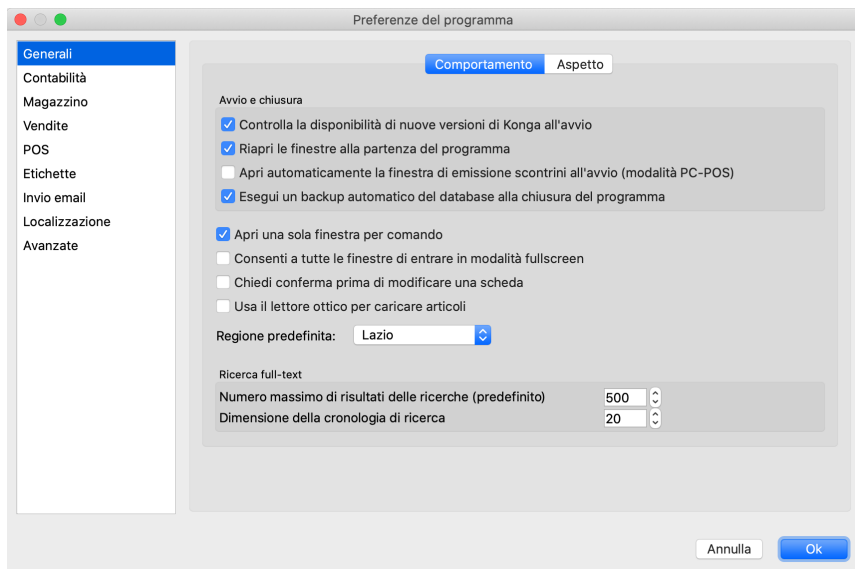 Preferenze del programma
Generali
Contabilità
Magazzino
Vendite
POS
Etichette
Invio email
Localizzazione
Avanzate
Comportamento
Aspetto
Avvio e chiusura
Controlla la disponibilità di nuove versioni di Konga all'avvio
Riapri le finestre alla partenza del programma
Apri automaticamente la finestra di emissione scontrini all'avvio (modalità PC-POS)
Esegui un backup automatico del database alla chiusura del programma
Apri una sola finestra per comando
Consenti a tutte le finestre di entrare in modalità fullscreen
Chiedi conferma prima di modificare una scheda
Usa il lettore ottico per caricare articoli
Regione predefinita: Lazio
Ricerca full-text
Numero massimo di risultati delle ricerche (predefinito) 500
Dimensione della cronologia di ricerca 20
Annulla
Ok